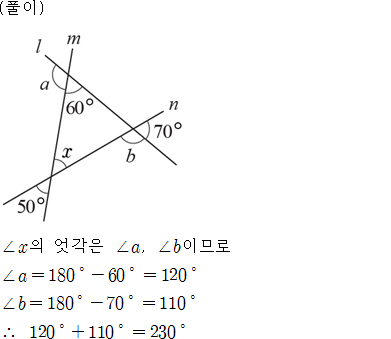 (풀이)
l m
a
60° n
70°
x
b
50°
∠x의 엇각은 ∠a, ∠b이므로
∠a=180°-60°=120°
∠b=180°-70°=110°
∴ 120°+110°=230°